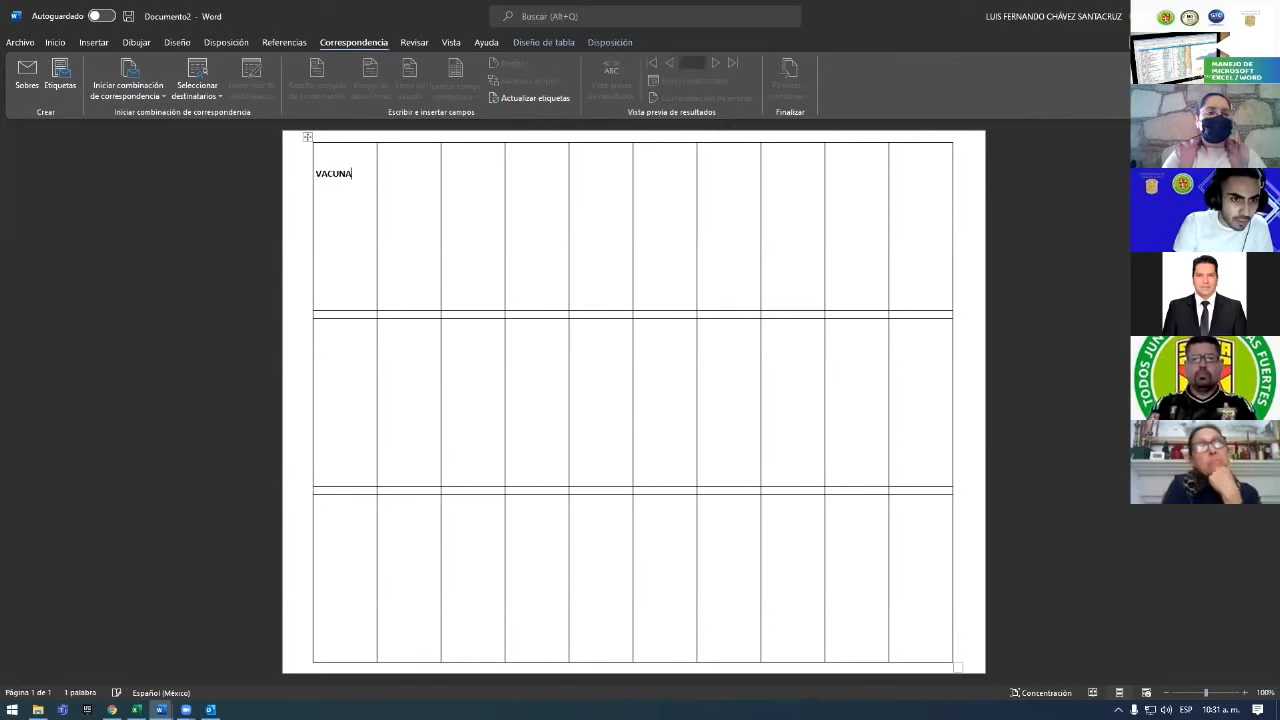 Autoguardado
Documento2 - Word
Buscar (Alt+Q)
LUIS FERNANDO CHÁVEZ SANTACRUZ
Archivo Inicio Insertar Dibujar Diseño Disposición Referencias Correspondencia Revisar Vista Diseño de tabla Disposición
Sobres Etiquetas
Iniciar combinación
de correspondencia
Seleccionar
destinatarios
ABC
Actualizar etiquetas
Crear
Iniciar combinación de correspondencia
Escribir e insertar campos
Vista previa de resultados
Finalizar
VACUNA
MANEJO DE
MICROSOFT
EXCEL / WORD
TODOS
FUERTES
Página 1 de 1
1 palabra
Español (México)
Concentración
100%
ESP
10:31 a. m.